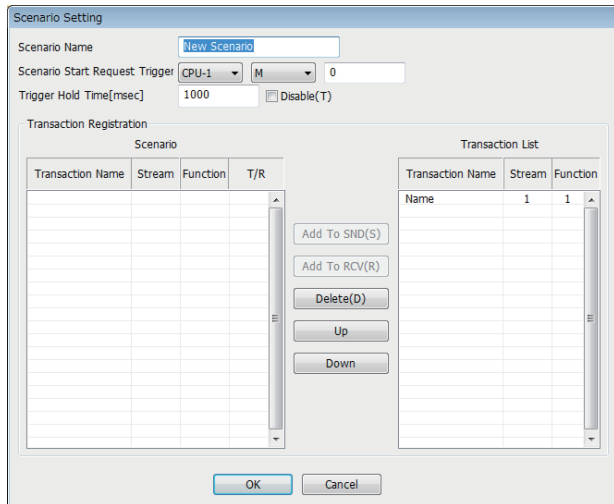 Scenario Setting
Scenario Name New Scenario
Scenario Start Request Trigger CPU-1 M 0
Trigger Hold Time[msec] 1000 Disable(T)
Transaction Registration
Scenario Transaction List
Transaction Name Stream Function T/R Transaction Name Stream Function
Name 1 1
Add To SND(S)
Add To RCV(R)
Delete(D)
Up
Down
OK Cancel